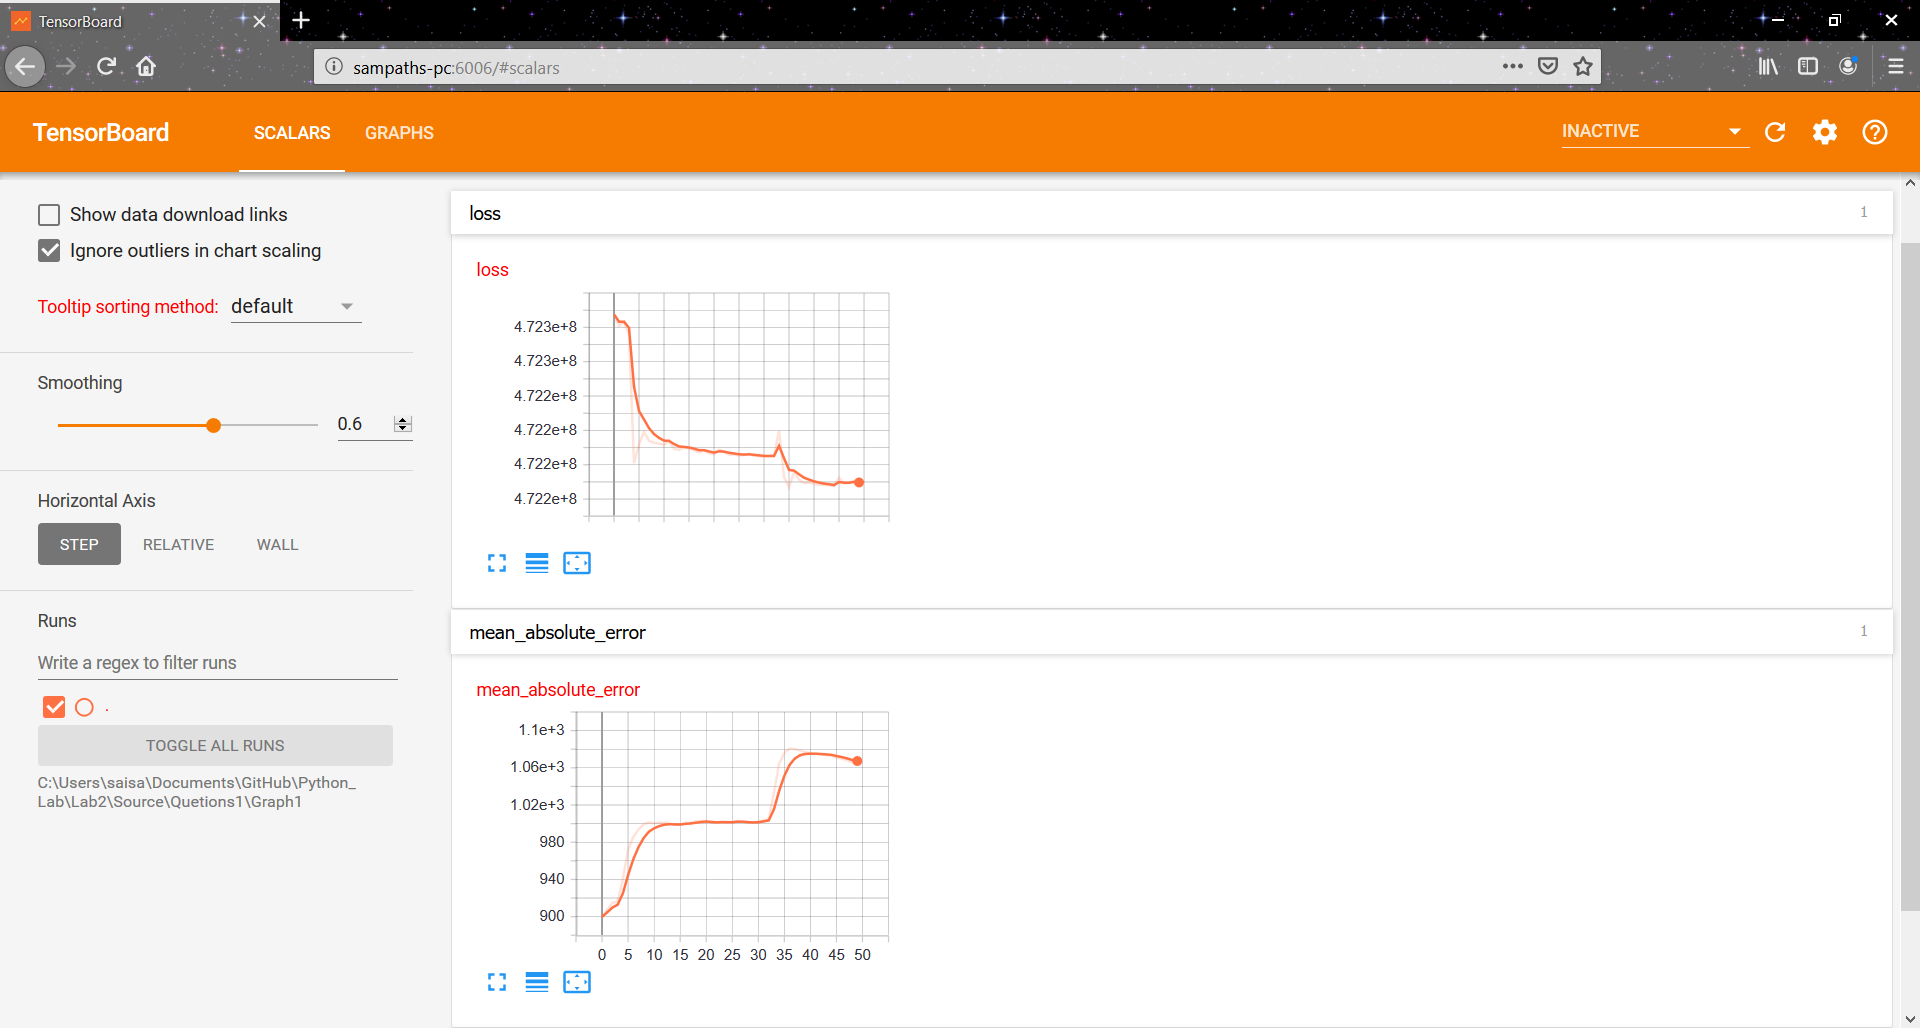 TensorBoard
sampaths-pc:6006/#scalars
TensorBoard
SCALARS
GRAPHS
INACTIVE
Show data download links
Ignore outliers in chart scaling
Tooltip sorting method: default
Smoothing
0.6
Horizontal Axis
STEP
RELATIVE
WALL
Runs
Write a regex to filter runs
.
TOGGLE ALL RUNS
C:\Users\saisa\Documents\GitHub\Python_
Lab\Lab2\Source\Quetions1\Graph1
loss
1
loss
4.723e+8
4.723e+8
4.722e+8
4.722e+8
4.722e+8
4.722e+8
mean_absolute_error
1
mean_absolute_error
1.1e+3
1.06e+3
1.02e+3
980
940
900
0 5 10 15 20 25 30 35 40 45 50